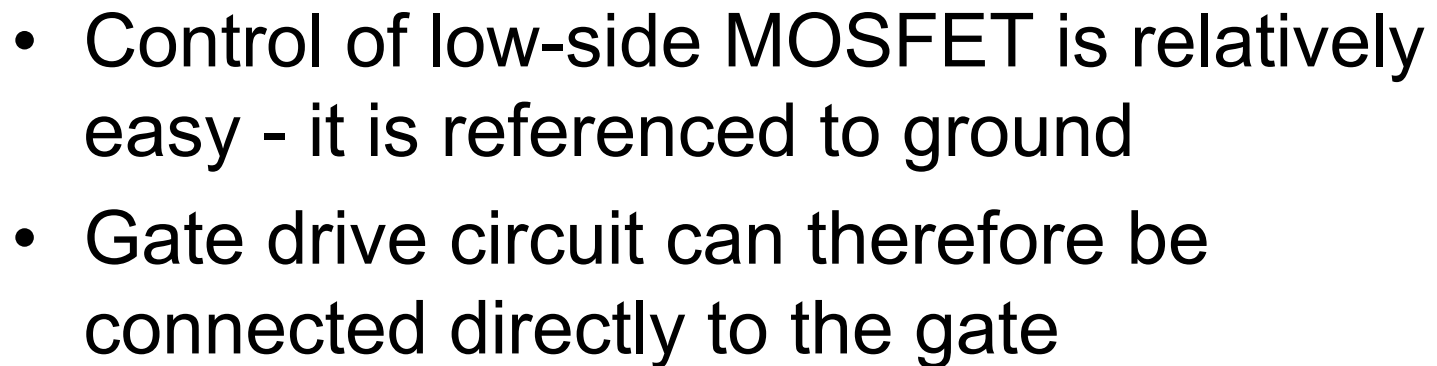 • Control of low-side MOSFET is relatively
easy - it is referenced to ground
• Gate drive circuit can therefore be
connected directly to the gate